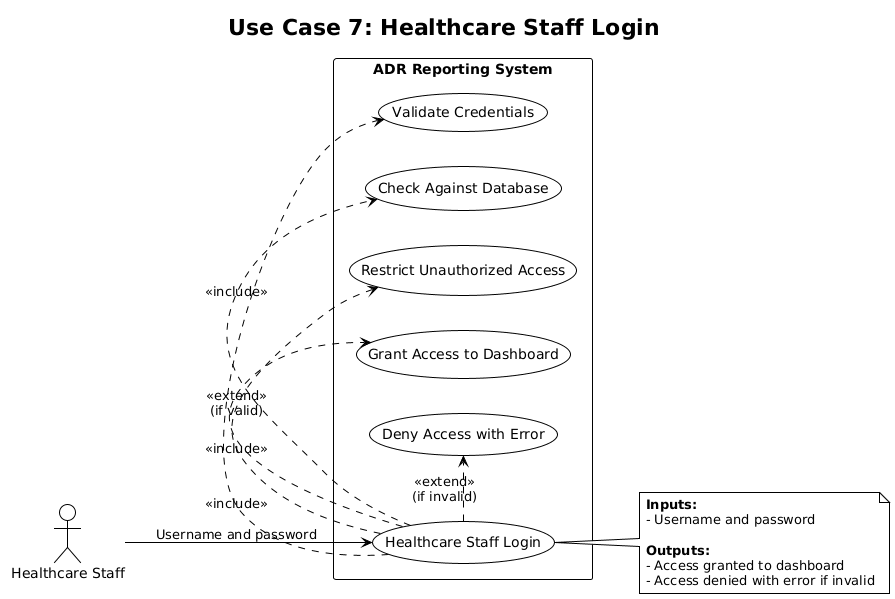 Use Case 7: Healthcare Staff Login
ADR Reporting System
Validate Credentials
Check Against Database
Restrict Unauthorized Access
«include»
Grant Access to Dashboard
«extend»
(if valid)
Deny Access with Error
«include»
«extend»
(if invalid)
«include»
Username and password
Healthcare Staff Login
Healthcare Staff
Inputs:
- Username and password
Outputs:
- Access granted to dashboard
- Access denied with error if invalid